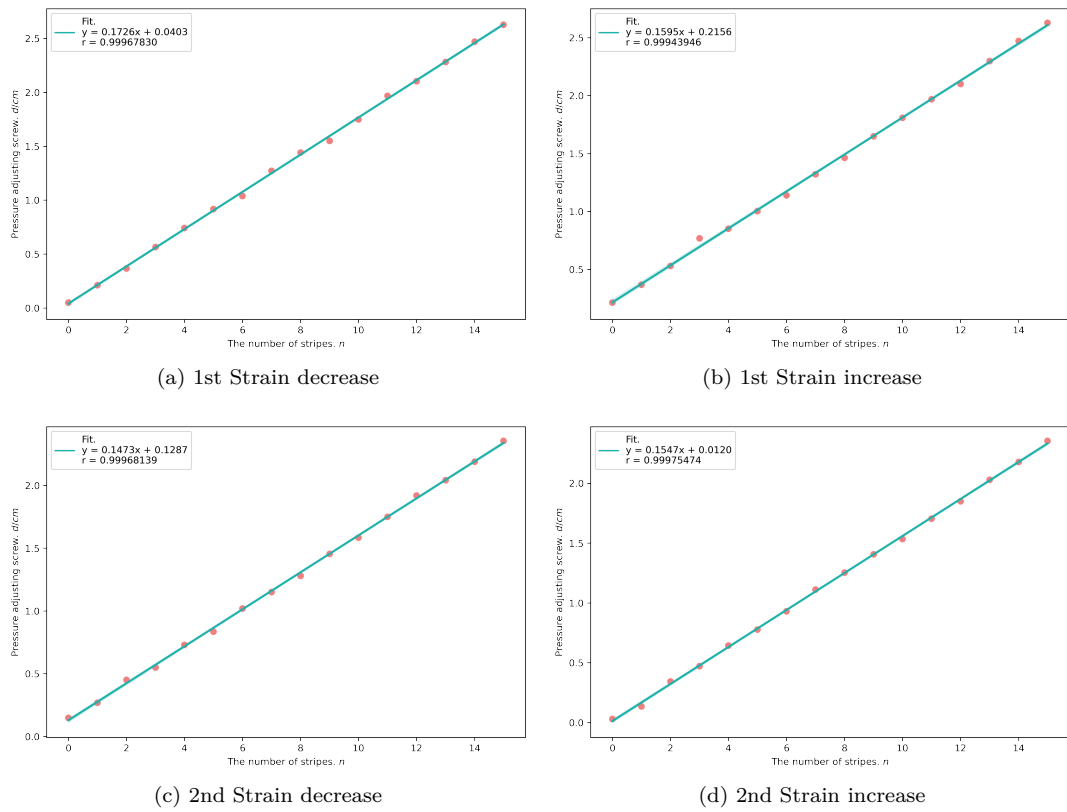 Fit.
y = 0.1726x + 0.0403
r = 0.99967830
Pressure adjusting screw. d/cm
2.5
2.0
1.5
1.0
0.5
0.0
0 2 4 6 8 10 12 14
The number of stripes. n
(a) 1st Strain decrease
Fit.
y = 0.1595x + 0.2156
r = 0.99943946
Pressure adjusting screw. d/cm
2.5
2.0
1.5
1.0
0.5
0 2 4 6 8 10 12 14
The number of stripes. n
(b) 1st Strain increase
Fit.
y = 0.1473x + 0.1287
r = 0.99968139
Pressure adjusting screw. d/cm
2.0
1.5
1.0
0.5
0.0
0 2 4 6 8 10 12 14
The number of stripes. n
(c) 2nd Strain decrease
Fit.
y = 0.1547x + 0.0120
r = 0.99975474
Pressure adjusting screw. d/cm
2.0
1.5
1.0
0.5
0.0
0 2 4 6 8 10 12 14
The number of stripes. n
(d) 2nd Strain increase